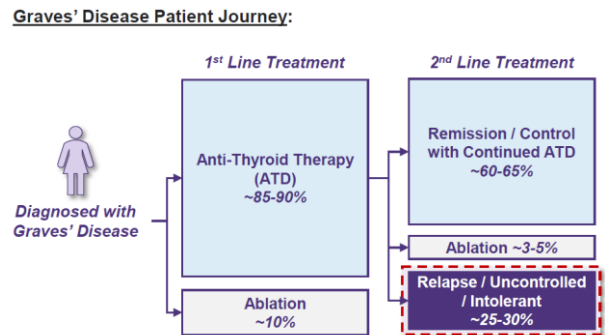 Graves' Disease Patient Journey:
1st Line Treatment
2nd Line Treatment
Diagnosed with
Graves' Disease
Anti-Thyroid Therapy
(ATD)
~85-90%
Ablation
~10%
Remission / Control
with Continued ATD
~60-65%
Ablation ~3-5%
Relapse / Uncontrolled
/ Intolerant
~25-30%